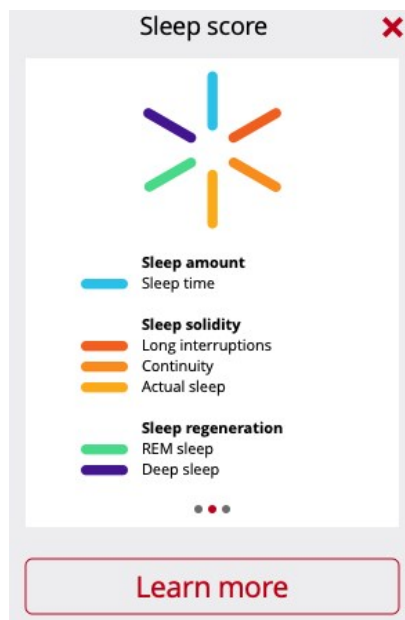 Sleep score
Sleep amount
Sleep time
Sleep solidity
Long interruptions
Continuity
Actual sleep
Sleep regeneration
REM sleep
Deep sleep
Learn more